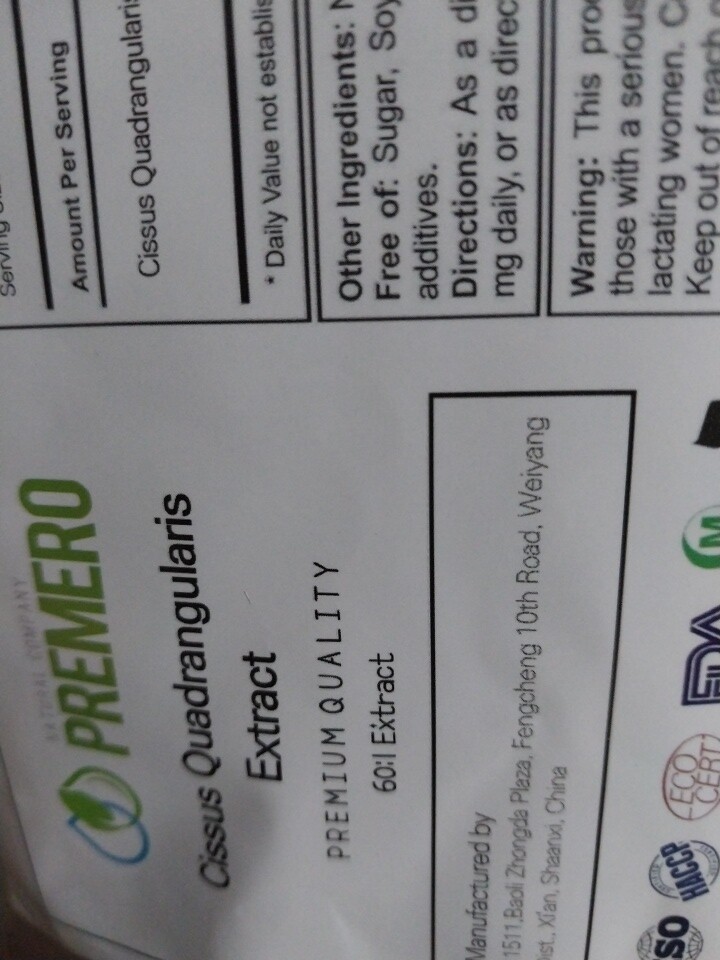 NATURAL COMPANY
PREMERO
Cissus Quadrangularis
Extract
PREMIUM QUALITY
60:1 Extract
Manufactured by
1511,Baoli Zhongda Plaza, Fengcheng 10th Road, Weiyang
Dist., Xi'an, Shaanxi, China
ISO
HACCP
ECO
CERT
FDA
M
Serving
Amount Per Serving
Cissus Quadrangularis
* Daily Value not establis
Other Ingredients: N
Free of: Sugar, Soy
additives.
Directions: As a di
mg daily, or as direc
Warning: This prod
those with a serious
lactating women. C
Keep out of reach o